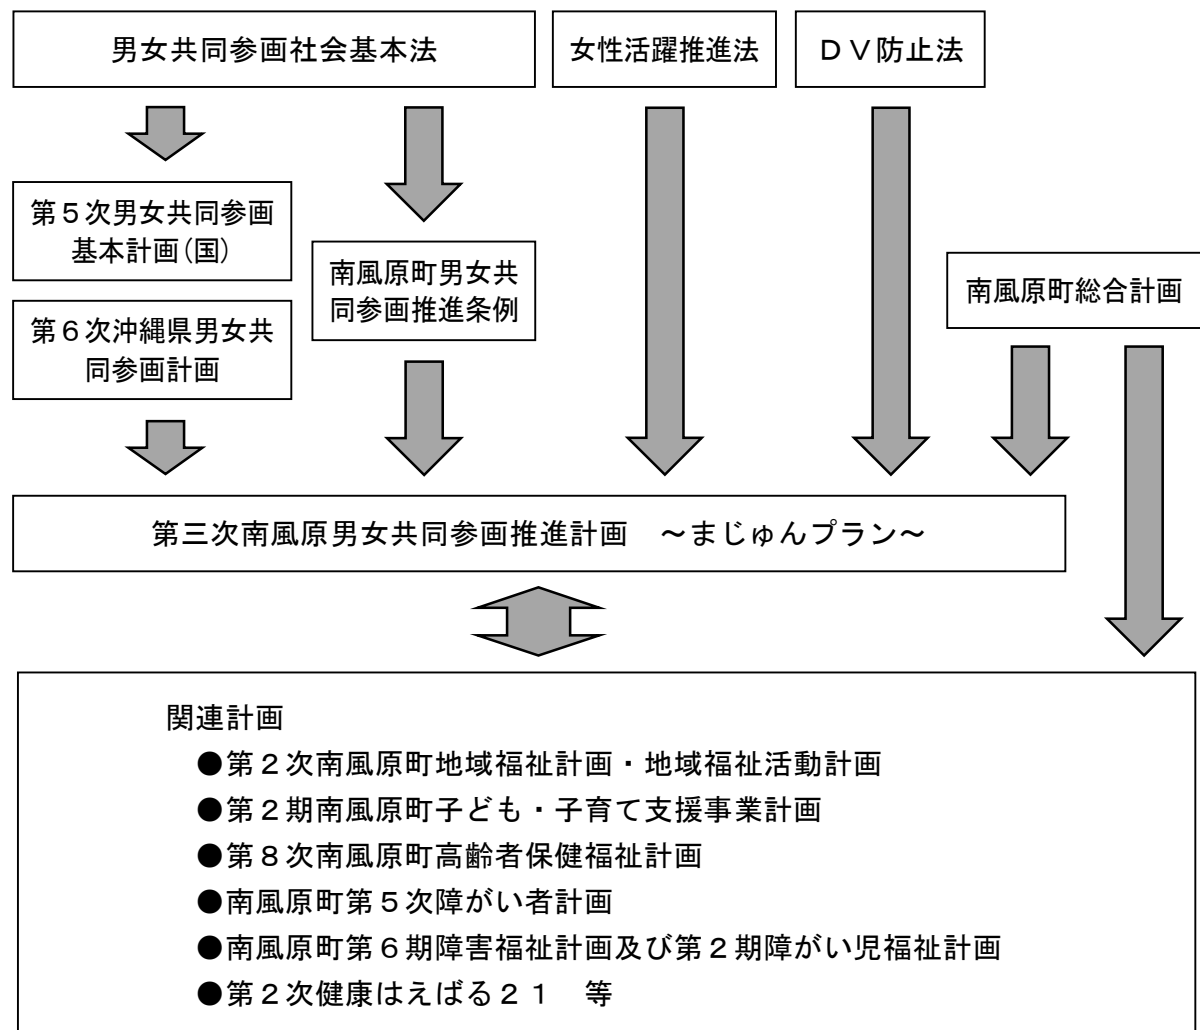 男女共同参画社会基本法
女性活躍推進法
ＤＶ防止法
第５次男女共同参画
基本計画(国)
第６次沖縄県男女共
同参画計画
南風原町男女共
同参画推進条例
南風原町総合計画
第三次南風原男女共同参画推進計画　～まじゅんプラン～
関連計画
●第２次南風原町地域福祉計画・地域福祉活動計画
●第２期南風原町子ども・子育て支援事業計画
●第８次南風原町高齢者保健福祉計画
●南風原町第５次障がい者計画
●南風原町第６期障害福祉計画及び第２期障がい児福祉計画
●第２次健康はえばる２１　等